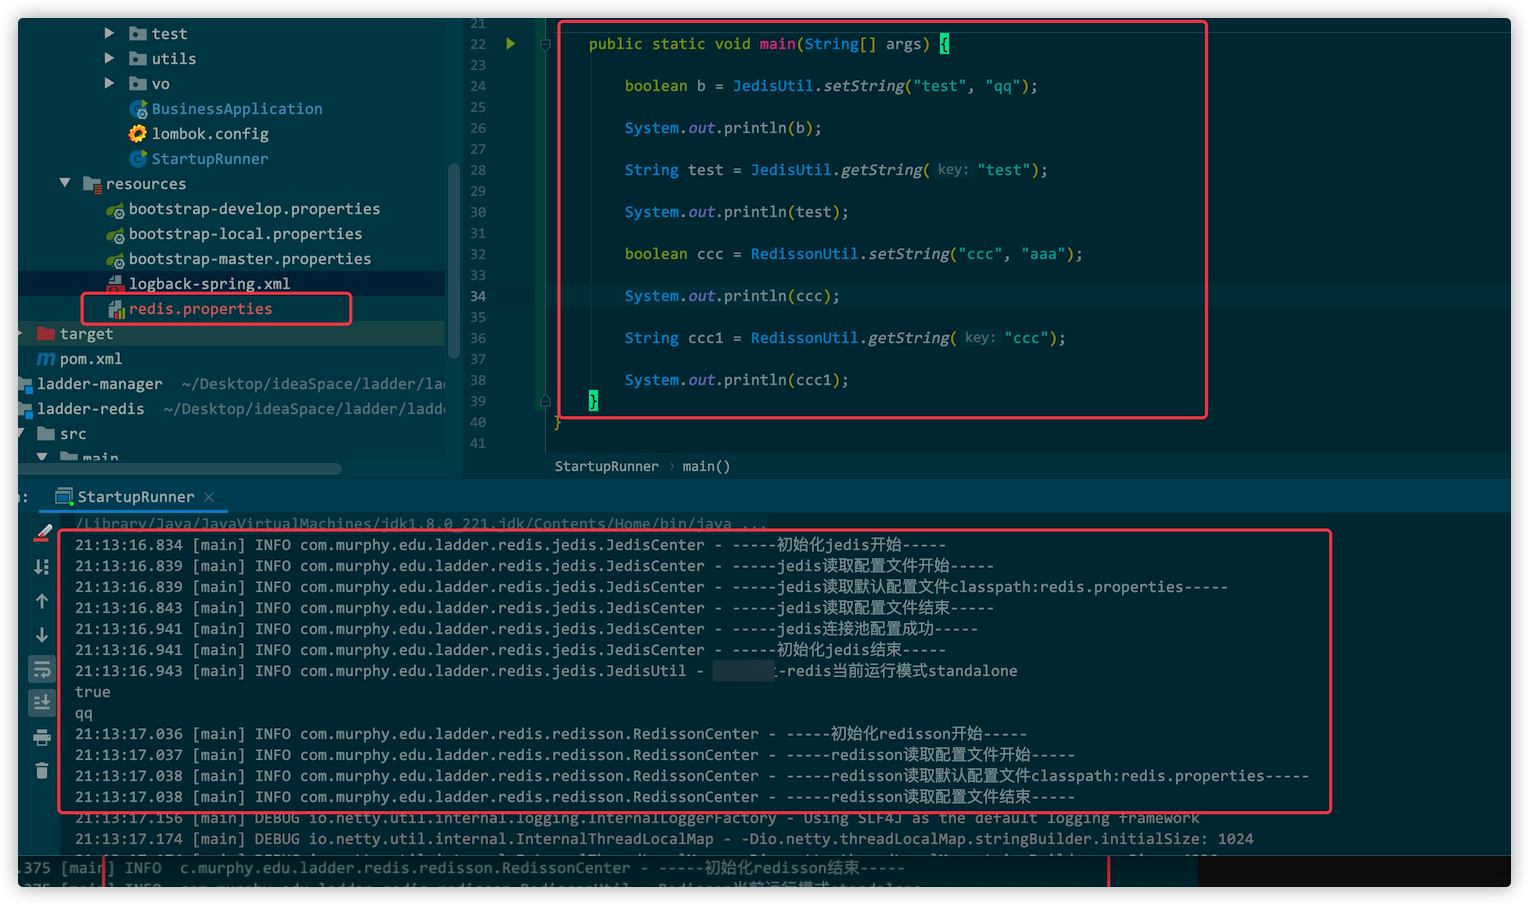 test
utils
vo
BusinessApplication
lombok.config
StartupRunner
resources
bootstrap-develop.properties
bootstrap-local.properties
bootstrap-master.properties
logback-spring.xml
redis.properties
target
pom.xml
ladder-manager ~/Desktop/ideaSpace/ladder/la
ladder-redis ~/Desktop/ideaSpace/ladder/ladd
src
main
21
22 public static void main(String[] args) {
23
24 boolean b = JedisUtil.setString("test", "qq");
25
26 System.out.println(b);
27
28 String test = JedisUtil.getString( key: "test");
29
30 System.out.println(test);
31
32 boolean ccc = RedissonUtil.setString("ccc", "aaa");
33
34 System.out.println(ccc);
35
36 String ccc1 = RedissonUtil.getString( key: "ccc");
37
38 System.out.println(ccc1);
39 }
40 }
41
StartupRunner › main()
StartupRunner ×
/Library/Java/JavaVirtualMachines/jdk1.8.0_221.jdk/Contents/Home/bin/java ...
21:13:16.834 [main] INFO com.murphy.edu.ladder.redis.jedis.JedisCenter - -----初始化jedis开始-----
21:13:16.839 [main] INFO com.murphy.edu.ladder.redis.jedis.JedisCenter - -----jedis读取配置文件开始-----
21:13:16.839 [main] INFO com.murphy.edu.ladder.redis.jedis.JedisCenter - -----jedis读取默认配置文件classpath:redis.properties-----
21:13:16.843 [main] INFO com.murphy.edu.ladder.redis.jedis.JedisCenter - -----jedis读取配置文件结束-----
21:13:16.941 [main] INFO com.murphy.edu.ladder.redis.jedis.JedisCenter - -----jedis连接池配置成功-----
21:13:16.941 [main] INFO com.murphy.edu.ladder.redis.jedis.JedisCenter - -----初始化jedis结束-----
21:13:16.943 [main] INFO com.murphy.edu.ladder.redis.jedis.JedisUtil - -redis当前运行模式standalone
true
qq
21:13:17.036 [main] INFO com.murphy.edu.ladder.redis.redisson.RedissonCenter - -----初始化redisson开始-----
21:13:17.037 [main] INFO com.murphy.edu.ladder.redis.redisson.RedissonCenter - -----redisson读取配置文件开始-----
21:13:17.038 [main] INFO com.murphy.edu.ladder.redis.redisson.RedissonCenter - -----redisson读取默认配置文件classpath:redis.properties-----
21:13:17.038 [main] INFO com.murphy.edu.ladder.redis.redisson.RedissonCenter - -----redisson读取配置文件结束-----
21:13:17.156 [main] DEBUG io.netty.util.internal.logging.InternalLoggerFactory - Using SLF4J as the default logging framework
21:13:17.174 [main] DEBUG io.netty.util.internal.InternalThreadLocalMap - -Dio.netty.threadLocalMap.stringBuilder.initialSize: 1024
.375 [main] INFO c.murphy.edu.ladder.redis.redisson.RedissonCenter - -----初始化redisson结束-----